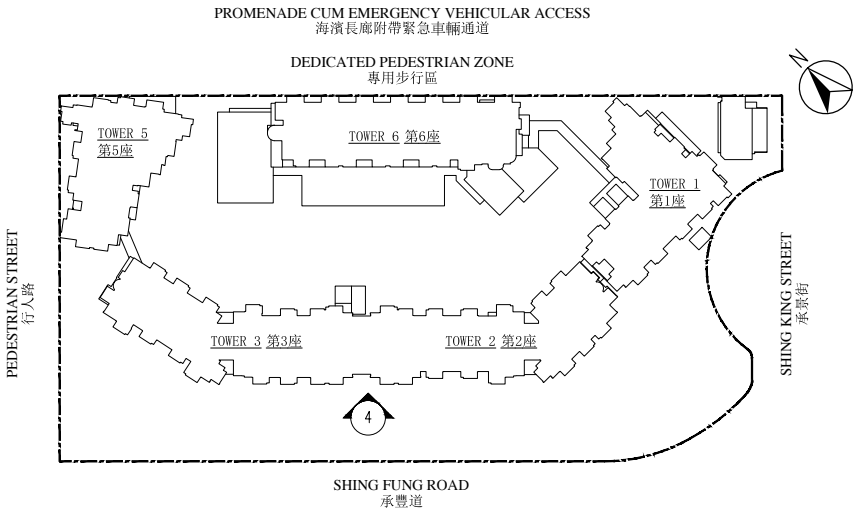 PROMENADE CUM EMERGENCY VEHICULAR ACCESS
海濱長廊附帶緊急車輛通道
DEDICATED PEDESTRIAN ZONE
專用步行區
N
TOWER 5
第5座
TOWER 6 第6座
TOWER 1
第1座
PEDESTRIAN STREET
行人路
SHING KING STREET
承景街
TOWER 3 第3座
TOWER 2 第2座
4
SHING FUNG ROAD
承豐道